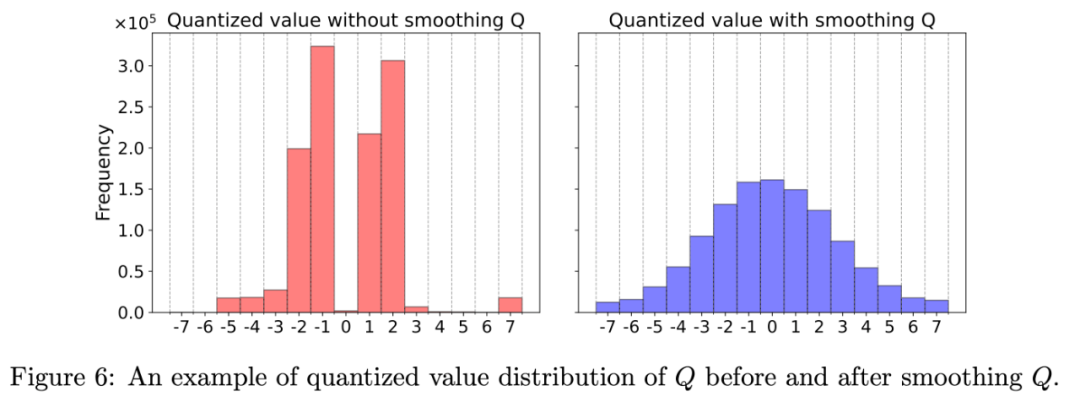 ×10⁵ Quantized value without smoothing Q
Quantized value with smoothing Q
Frequency
3.0
2.5
2.0
1.5
1.0
0.5
0.0
-7 -6 -5 -4 -3 -2 -1 0 1 2 3 4 5 6 7
-7 -6 -5 -4 -3 -2 -1 0 1 2 3 4 5 6 7
Figure 6: An example of quantized value distribution of Q before and after smoothing Q.